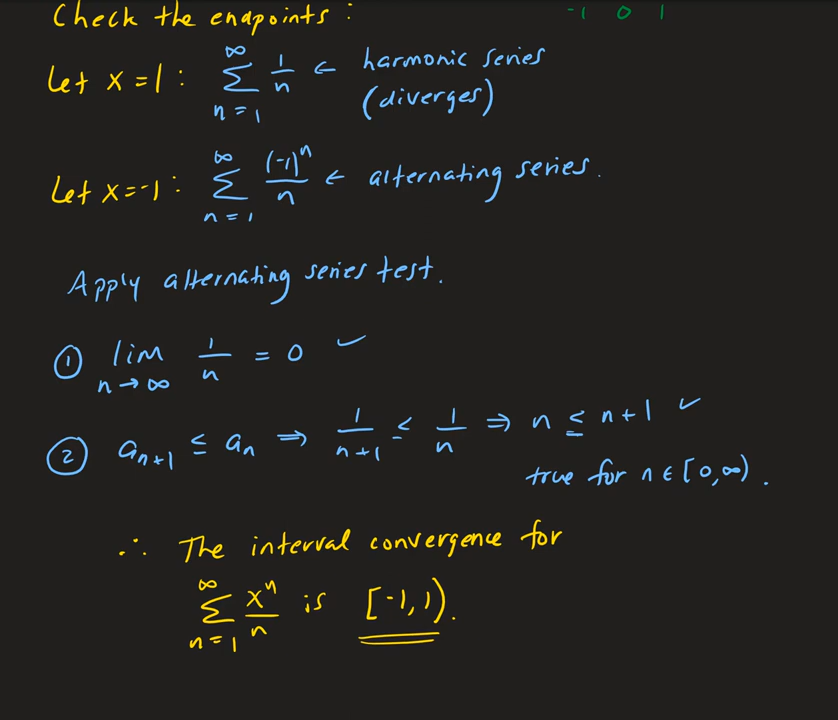 Check the endpoints :
-1 0 1
Let x = 1 : ∞ Σ n = 1 1/n ← harmonic series
(diverges)
Let x = -1 : ∞ Σ n = 1 (-1)^n/n ← alternating series.
Apply alternating series test.
① lim n → ∞ 1/n = 0 ✓
② a_{n+1} ≤ a_n ⇒ 1/(n+1) ≤ 1/n ⇒ n ≤ n+1 ✓
true for n ∈ [0, ∞).
∴ The interval convergence for
∞ Σ n = 1 x^n/n is [-1, 1).